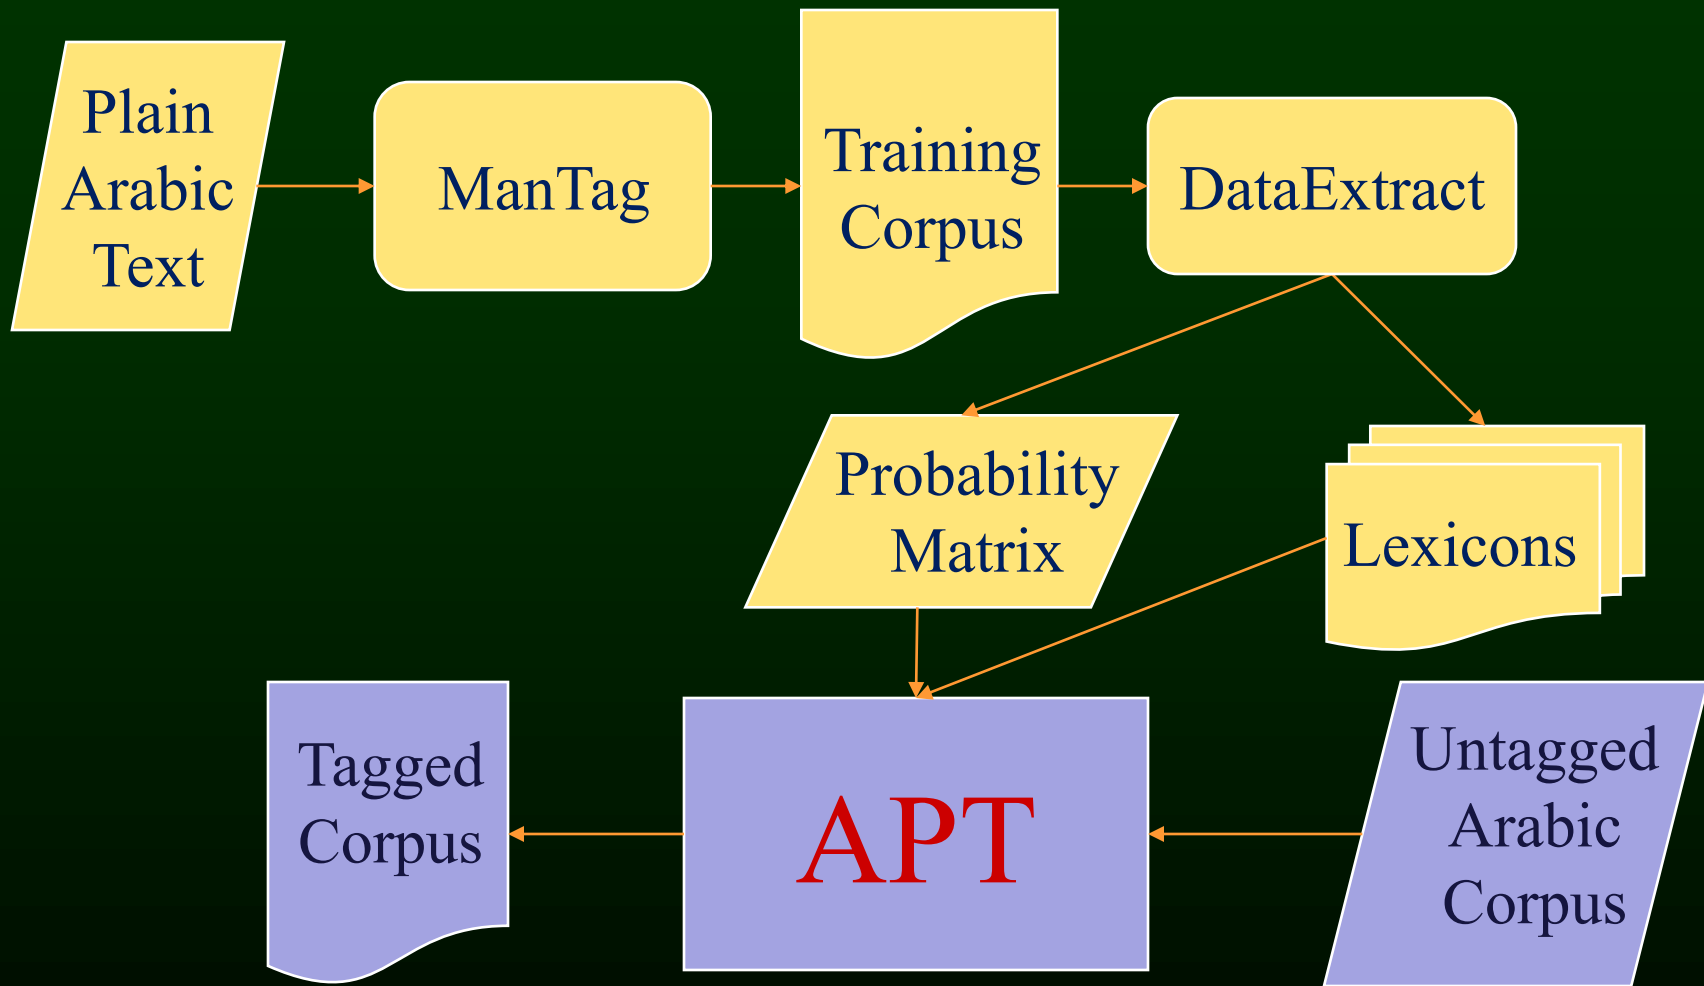 Plain
Arabic
Text
ManTag
Training
Corpus
DataExtract
Probability
Matrix
Lexicons
Tagged
Corpus
APT
Untagged
Arabic
Corpus